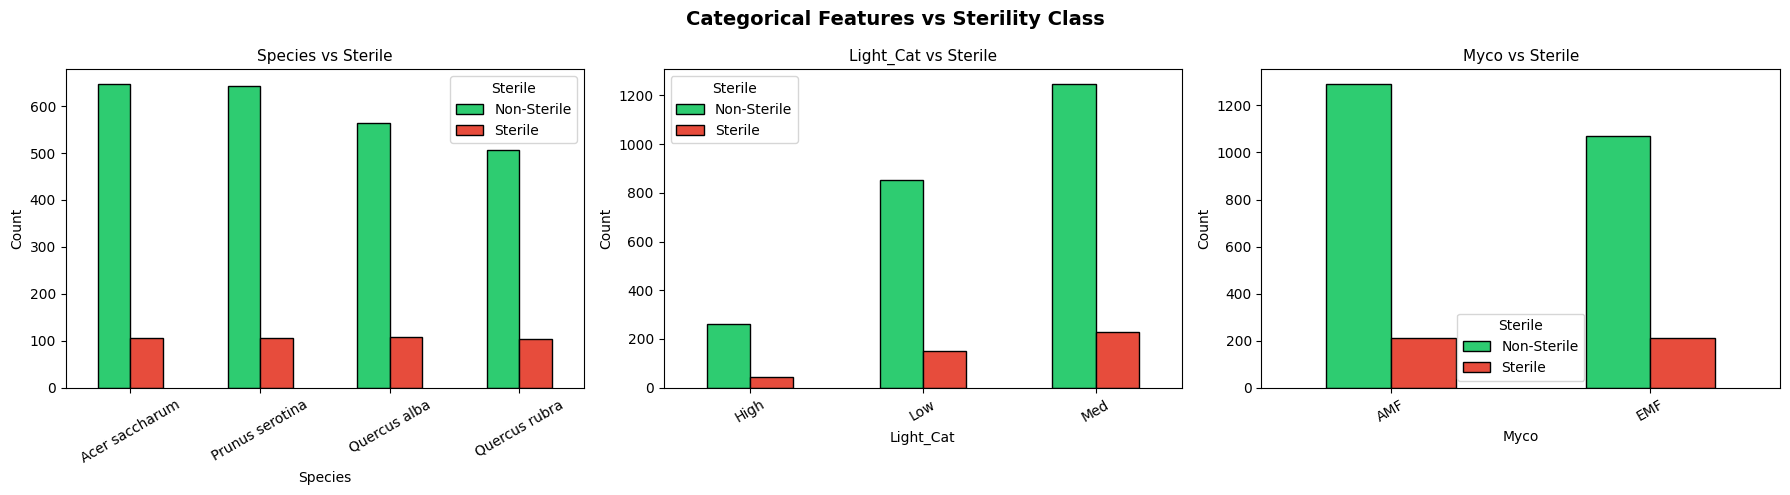 Categorical Features vs Sterility Class
Species vs Sterile
Count
600
500
400
300
200
100
0
Sterile
Non-Sterile
Sterile
Acer saccharum
Prunus serotina
Quercus alba
Quercus rubra
Species
Light_Cat vs Sterile
Count
1200
1000
800
600
400
200
0
Sterile
Non-Sterile
Sterile
High
Low
Med
Light_Cat
Myco vs Sterile
Count
1200
1000
800
600
400
200
0
Sterile
Non-Sterile
Sterile
AMF
EMF
Myco